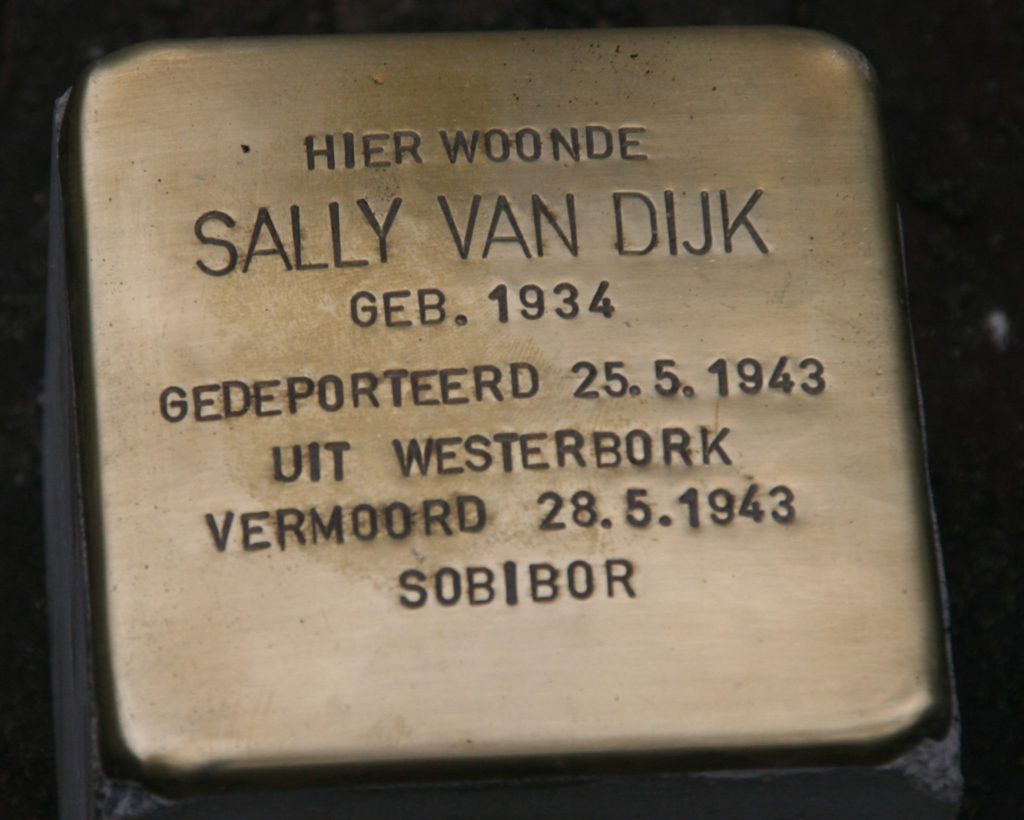 HIER WOONDE
SALLY VAN DIJK
GEB. 1934
GEDEPORTEERD 25.5.1943
UIT WESTERBORK
VERMOORD 28.5.1943
SOBIBOR